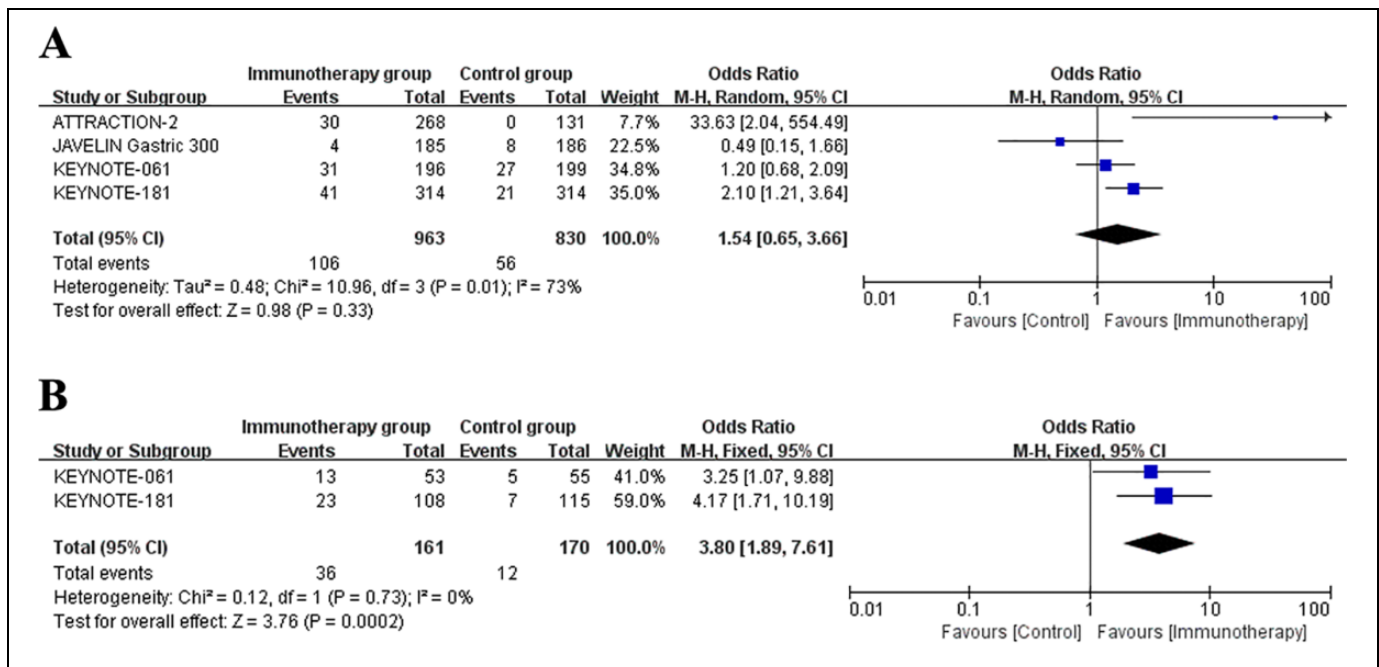 A
Immunotherapy group Control group Odds Ratio Odds Ratio
Study or Subgroup Events Total Events Total Weight M-H, Random, 95% CI M-H, Random, 95% CI
ATTRACTION-2 30 268 0 131 7.7% 33.63 [2.04, 554.49]
JAVELIN Gastric 300 4 185 8 186 22.5% 0.49 [0.15, 1.66]
KEYNOTE-061 31 196 27 199 34.8% 1.20 [0.68, 2.09]
KEYNOTE-181 41 314 21 314 35.0% 2.10 [1.21, 3.64]
Total (95% CI) 963 830 100.0% 1.54 [0.65, 3.66]
Total events 106 56
Heterogeneity: Tau² = 0.48; Chi² = 10.96, df = 3 (P = 0.01); I² = 73%
Test for overall effect: Z = 0.98 (P = 0.33)
0.01 0.1 1 10 100
Favours [Control] Favours [Immunotherapy]
B
Immunotherapy group Control group Odds Ratio Odds Ratio
Study or Subgroup Events Total Events Total Weight M-H, Fixed, 95% CI M-H, Fixed, 95% CI
KEYNOTE-061 13 53 5 55 41.0% 3.25 [1.07, 9.88]
KEYNOTE-181 23 108 7 115 59.0% 4.17 [1.71, 10.19]
Total (95% CI) 161 170 100.0% 3.80 [1.89, 7.61]
Total events 36 12
Heterogeneity: Chi² = 0.12, df = 1 (P = 0.73); I² = 0%
Test for overall effect: Z = 3.76 (P = 0.0002)
0.01 0.1 1 10 100
Favours [Control] Favours [Immunotherapy]